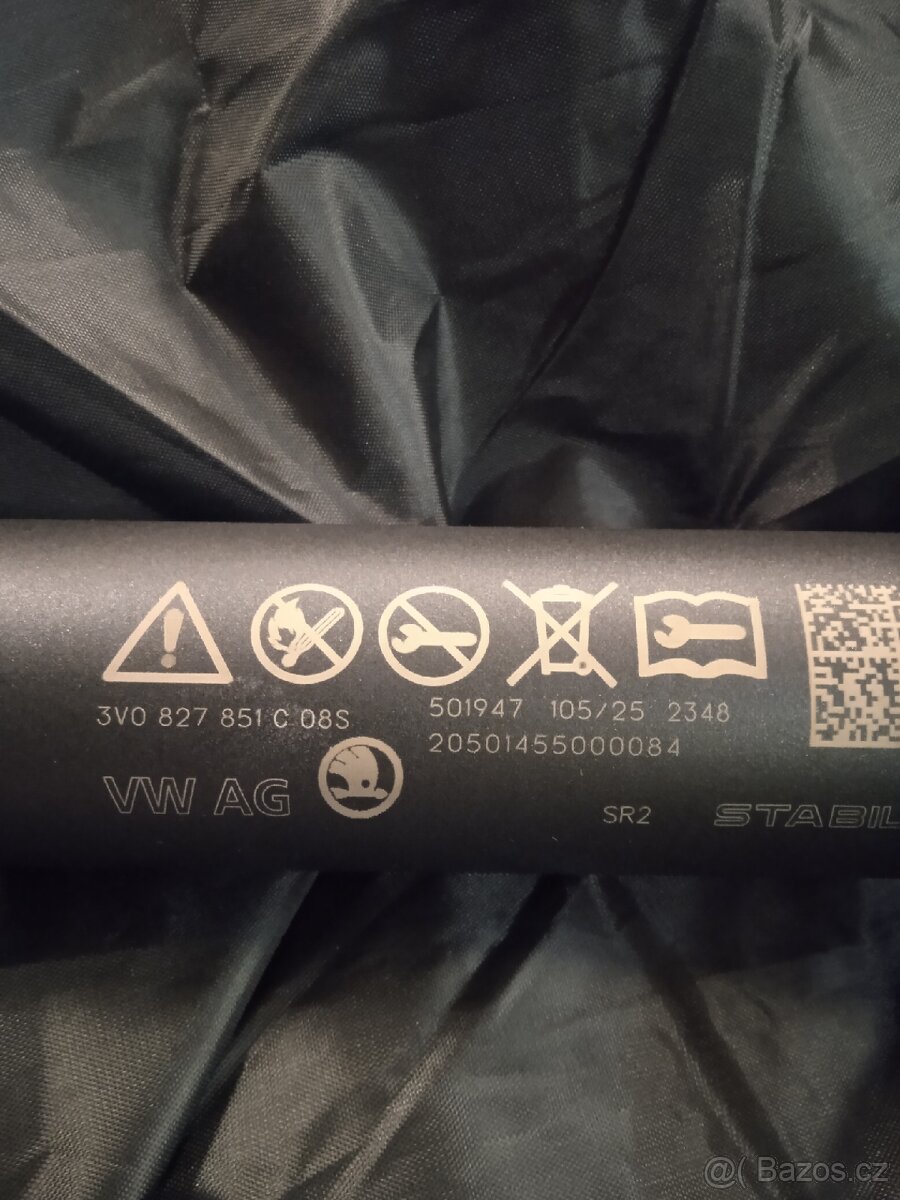 3V0 827 851 C 08S
501947 105/25 2348
20501455000084
VW AG
SR2
STABIL
@( Bazos.cz